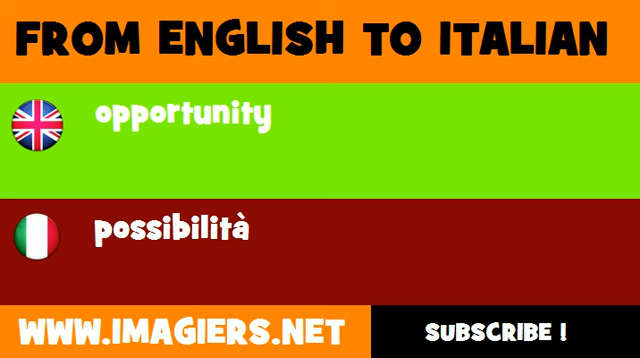 FROM ENGLISH TO ITALIAN
opportunity
possibilità
WWW.IMAGIERS.NET
SUBSCRIBE !